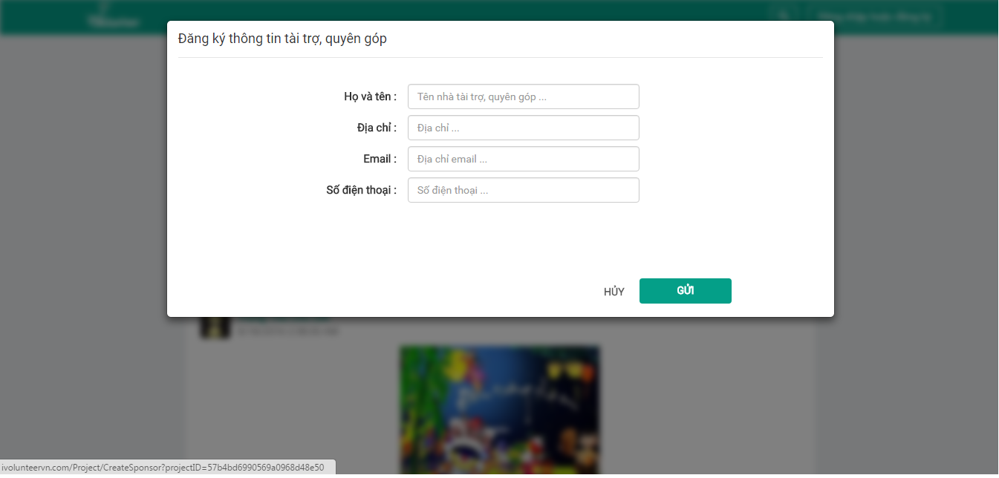 Đăng ký thông tin tài trợ, quyên góp
Họ và tên : Tên nhà tài trợ, quyên góp ...
Địa chỉ : Địa chỉ ...
Email : Địa chỉ email ...
Số điện thoại : Số điện thoại ...
HỦY GỬI
ivolunteervn.com/Project/CreateSponsor?projectID=57b4bd6990569a0968d48e50